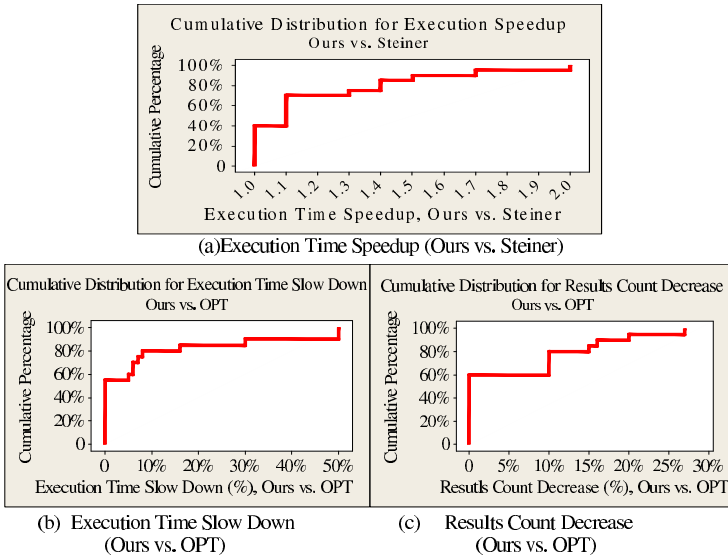 Cumulative Distribution for Execution Speedup
Ours vs. Steiner
Cumulative Percentage
100%
80%
60%
40%
20%
0
1.0 1.1 1.2 1.3 1.4 1.5 1.6 1.7 1.8 1.9 2.0
Execution Time Speedup, Ours vs. Steiner
(a)Execution Time Speedup (Ours vs. Steiner)
Cumulative Distribution for Execution Time Slow Down
Ours vs. OPT
Cumulative Percentage
100%
80%
60%
40%
20%
0
0 10% 20% 30% 40% 50%
Execution Time Slow Down (%), Ours vs. OPT
(b) Execution Time Slow Down
(Ours vs. OPT)
Cumulative Distribution for Results Count Decrease
Ours vs. OPT
Cumulative Percentage
100%
80%
60%
40%
20%
0
0 5% 10% 15% 20% 25% 30%
Resutls Count Decrease (%), Ours vs. OPT
(c) Results Count Decrease
(Ours vs. OPT)